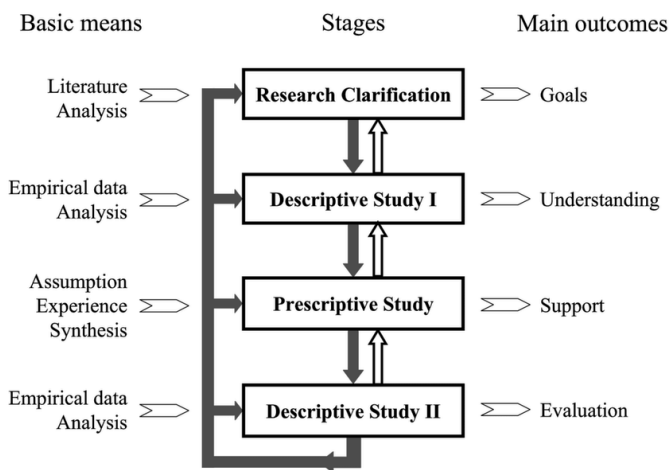 Basic means
Stages
Main outcomes
Literature
Analysis
Research Clarification
Goals
Empirical data
Analysis
Descriptive Study I
Understanding
Assumption
Experience
Synthesis
Prescriptive Study
Support
Empirical data
Analysis
Descriptive Study II
Evaluation